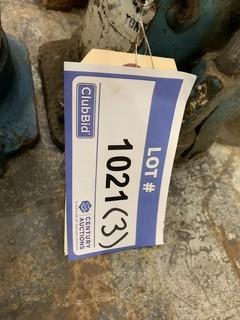 LOT #
1021(3)
ClubBid
CENTURY
AUCTIONS